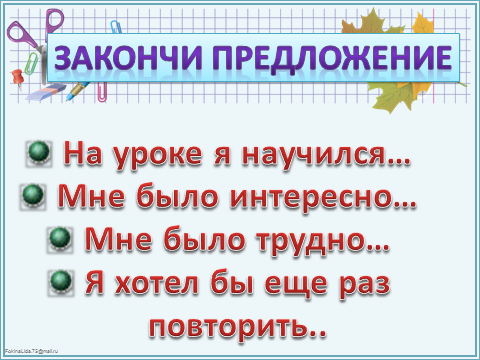 ЗАКОНЧИ ПРЕДЛОЖЕНИЕ
На уроке я научился...
Мне было интересно...
Мне было трудно...
Я хотел бы еще раз
повторить..
FokinaLida.75@mail.ru